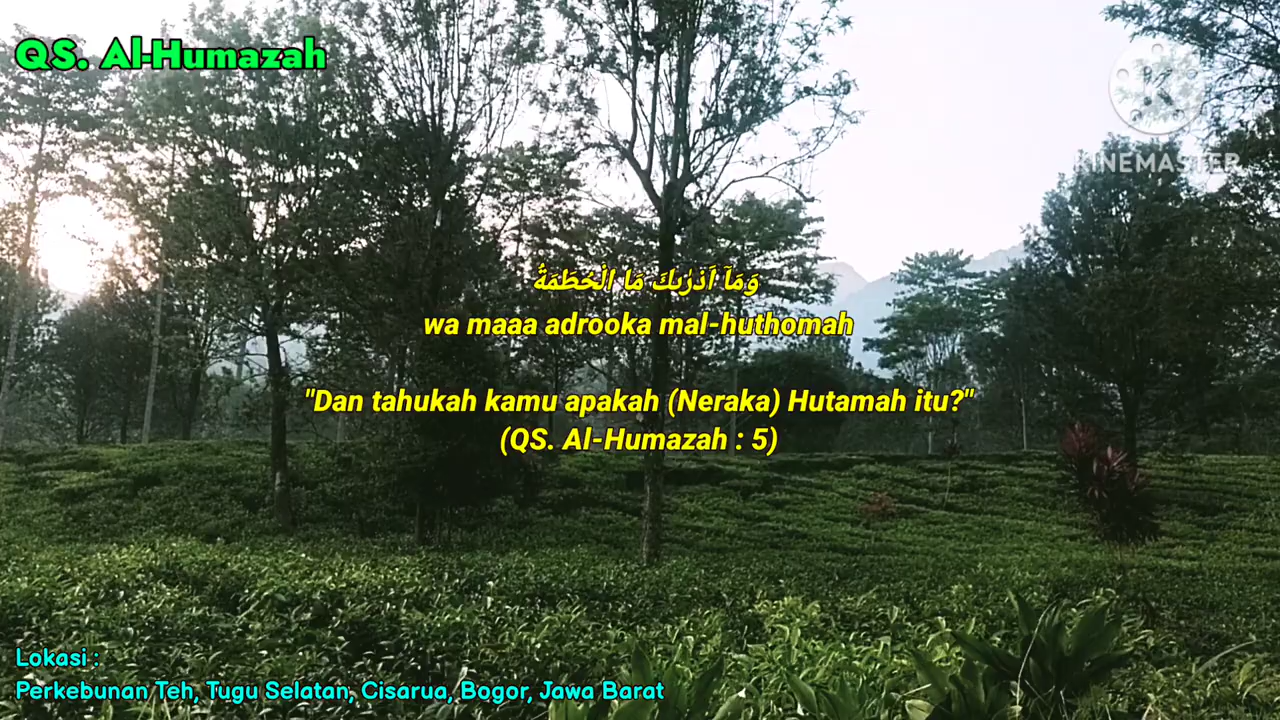 QS. Al-Humazah
KINEMASTER
وَمَآ اَدْرٰىكَ مَا الْحُطَمَةُ
wa maaa adrooka mal-huthomah
"Dan tahukah kamu apakah (Neraka) Hutamah itu?"
(QS. Al-Humazah : 5)
Lokasi :
Perkebunan Teh, Tugu Selatan, Cisarua, Bogor, Jawa Barat